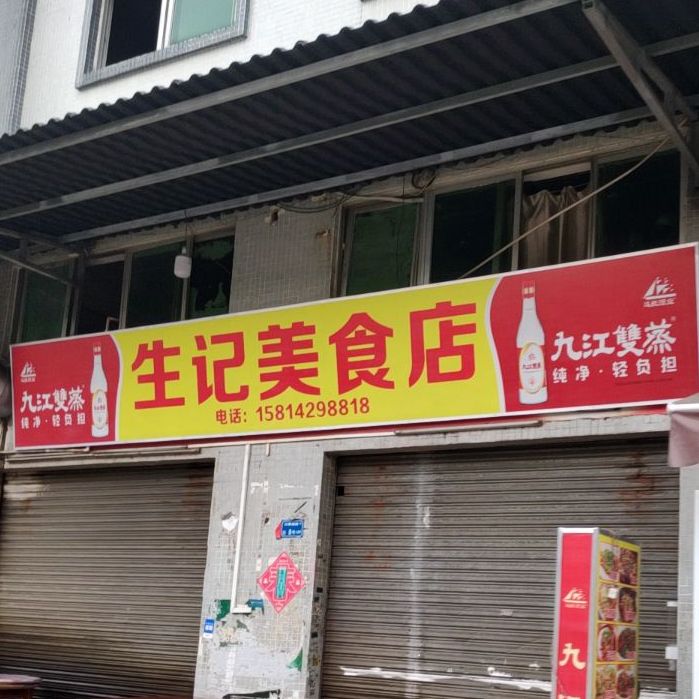 九江雙蒸
纯净·轻负担
生记美食店
电话：15814298818
九江雙蒸
纯净·轻负担
九